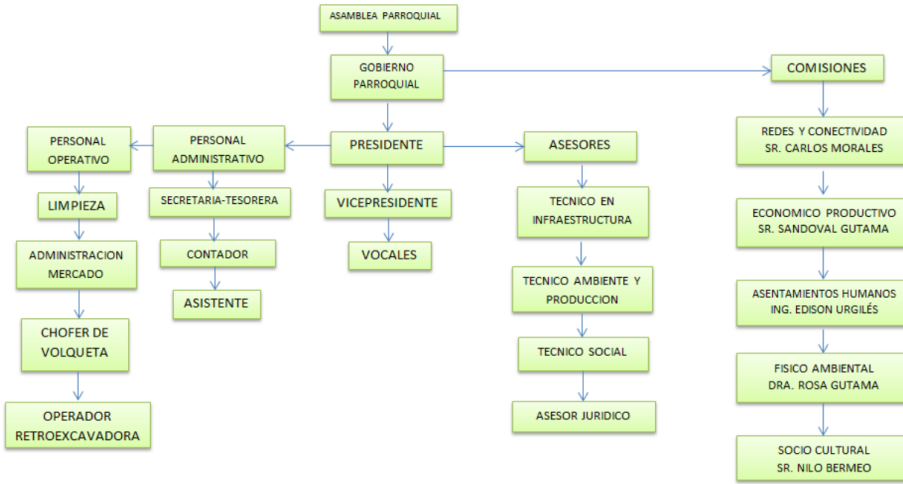 ASAMBLEA PARROQUIAL
GOBIERNO
PARROQUIAL
COMISIONES
PERSONAL
OPERATIVO
PERSONAL
ADMINISTRATIVO
PRESIDENTE
ASESORES
REDES Y CONECTIVIDAD
SR. CARLOS MORALES
LIMPIEZA
SECRETARIA-TESORERA
VICEPRESIDENTE
TECNICO EN
INFRAESTRUCTURA
ECONOMICO PRODUCTIVO
SR. SANDOVAL GUTAMA
ADMINISTRACION
MERCADO
CONTADOR
VOCALES
TECNICO AMBIENTE Y
PRODUCCION
ASENTAMIENTOS HUMANOS
ING. EDISON URGILÉS
ASISTENTE
CHOFER DE
VOLQUETA
TECNICO SOCIAL
FISICO AMBIENTAL
DRA. ROSA GUTAMA
OPERADOR
RETROEXCAVADORA
ASESOR JURIDICO
SOCIO CULTURAL
SR. NILO BERMEO